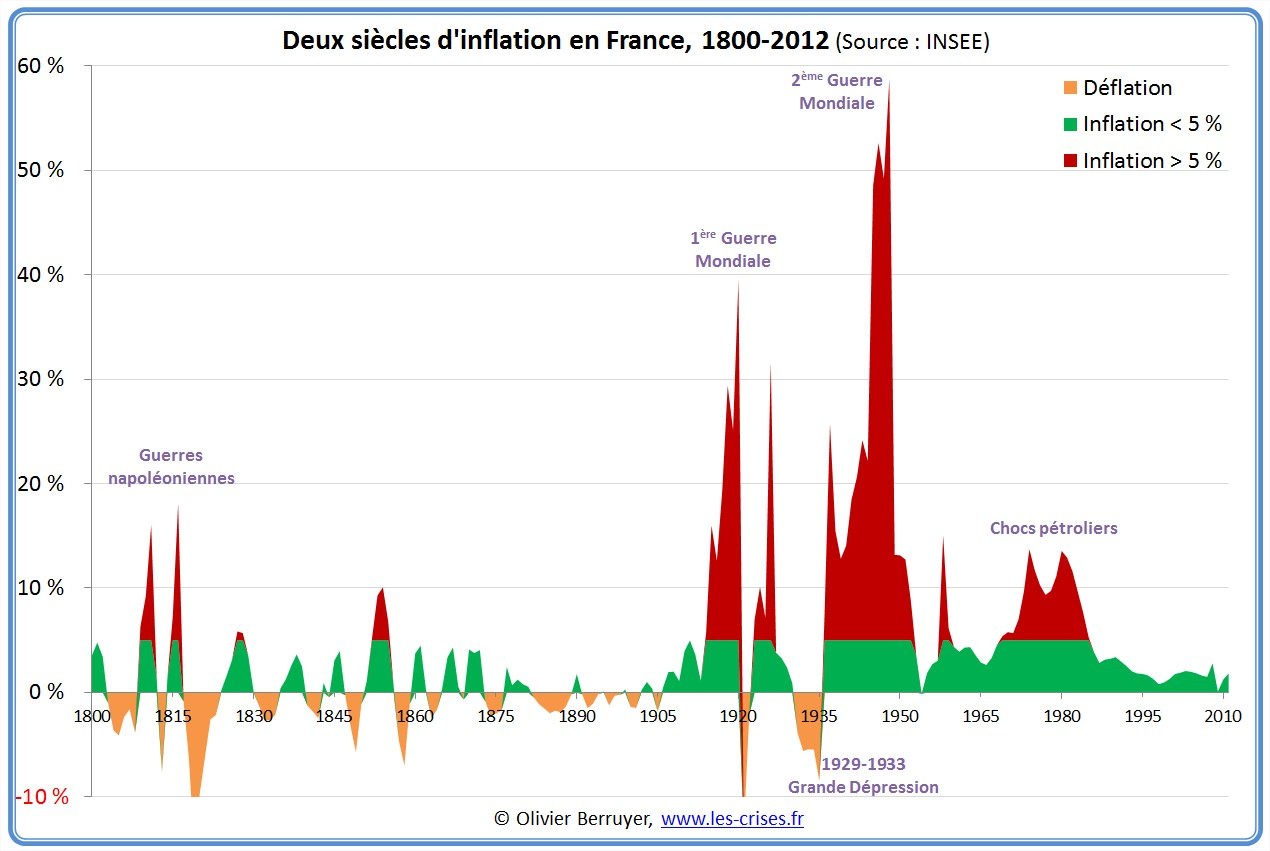 Deux siècles d'inflation en France, 1800-2012 (Source : INSEE)
60 %
50 %
40 %
30 %
20 %
10 %
0 %
-10 %
2ème Guerre
Mondiale
Déflation
Inflation < 5 %
Inflation > 5 %
1ère Guerre
Mondiale
Guerres
napoléoniennes
Chocs pétroliers
1800 1815 1830 1845 1860 1875 1890 1905 1920 1935 1950 1965 1980 1995 2010
1929-1933
Grande Dépression
© Olivier Berruyer, www.les-crises.fr